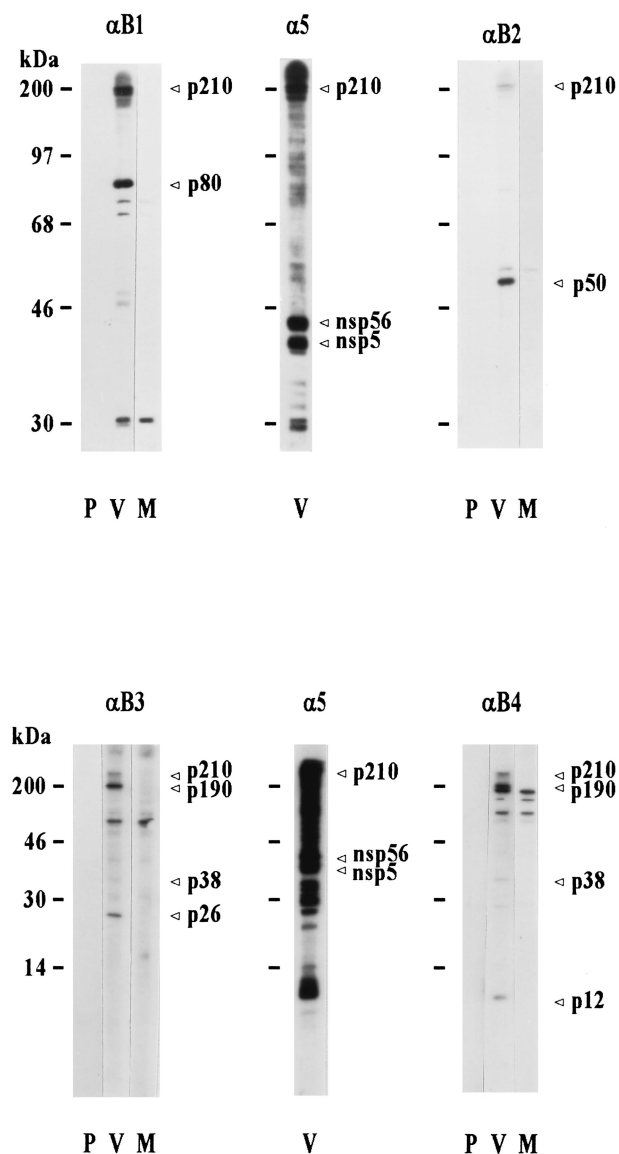 αB1 α5 αB2
kDa
200 p210 p210 p210
97
p80
68
46 p50
nsp56
nsp5
30
P V M V P V M
αB3 α5 αB4
kDa
p210 p210 p210
200 p190 p190
46
nsp56
nsp5
p38 p38
30
p26
14
p12
P V M V P V M